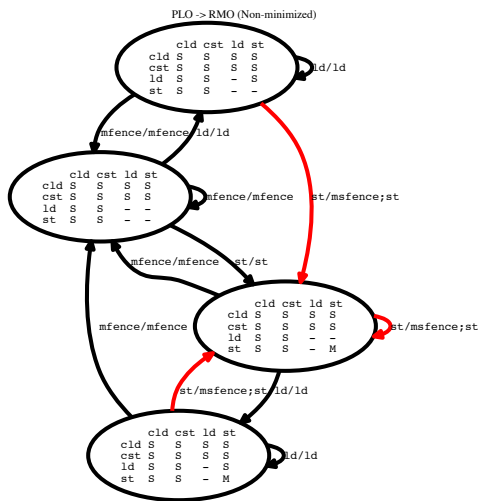 PLO -> RMO (Non-minimized)
cld cst ld st
cld S S S S
cst S S S S
ld S S - S
st S S - -
ld/ld
mfence/mfence
ld/ld
cld cst ld st
cld S S S S
cst S S S S
ld S S - -
st S S - -
mfence/mfence
st/msfence;st
mfence/mfence
st/st
cld cst ld st
cld S S S S
cst S S S S
ld S S - -
st S S - M
st/msfence;st
mfence/mfence
st/msfence;st
ld/ld
cld cst ld st
cld S S S S
cst S S S S
ld S S - S
st S S - M
ld/ld